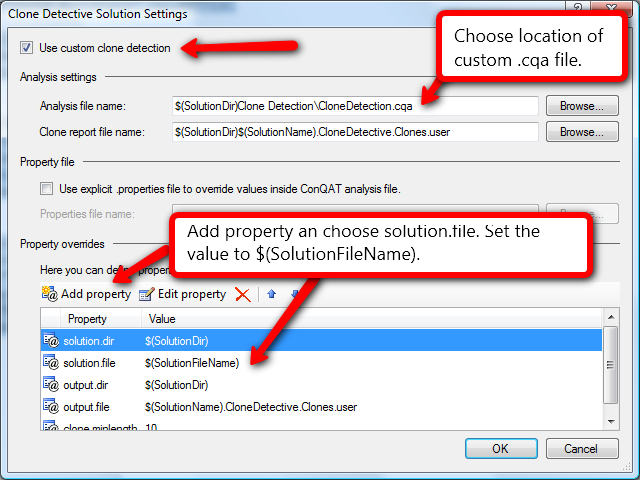 Clone Detective Solution Settings
Use custom clone detection
Choose location of
custom .cqa file.
Analysis settings
Analysis file name:
$(SolutionDir)Clone Detection\CloneDetection.cqa
Browse...
Clone report file name:
$(SolutionDir)$(SolutionName).CloneDetective.Clones.user
Browse...
Property file
Use explicit .properties file to override values inside ConQAT analysis file.
Properties file name:
Add property an choose solution.file. Set the
value to $(SolutionFileName).
Property overrides
Here you can
Add property
Edit property
Property
Value
solution.dir
$(SolutionDir)
solution.file
$(SolutionFileName)
output.dir
$(SolutionDir)
output.file
$(SolutionName).CloneDetective.Clones.user
clone.minlength
10
OK
Cancel